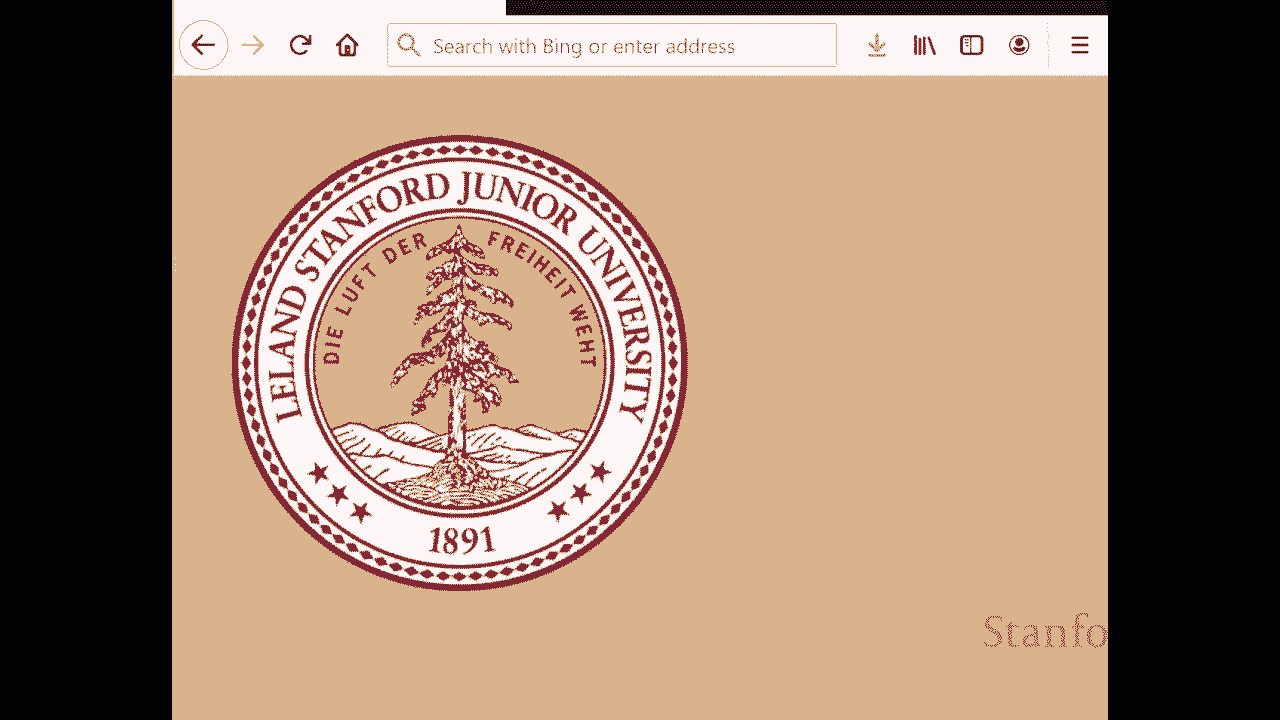 Search with Bing or enter address
LELAND STANFORD JUNIOR UNIVERSITY
DIE LUFT DER FREIHEIT WEHT
1891
Stanfo